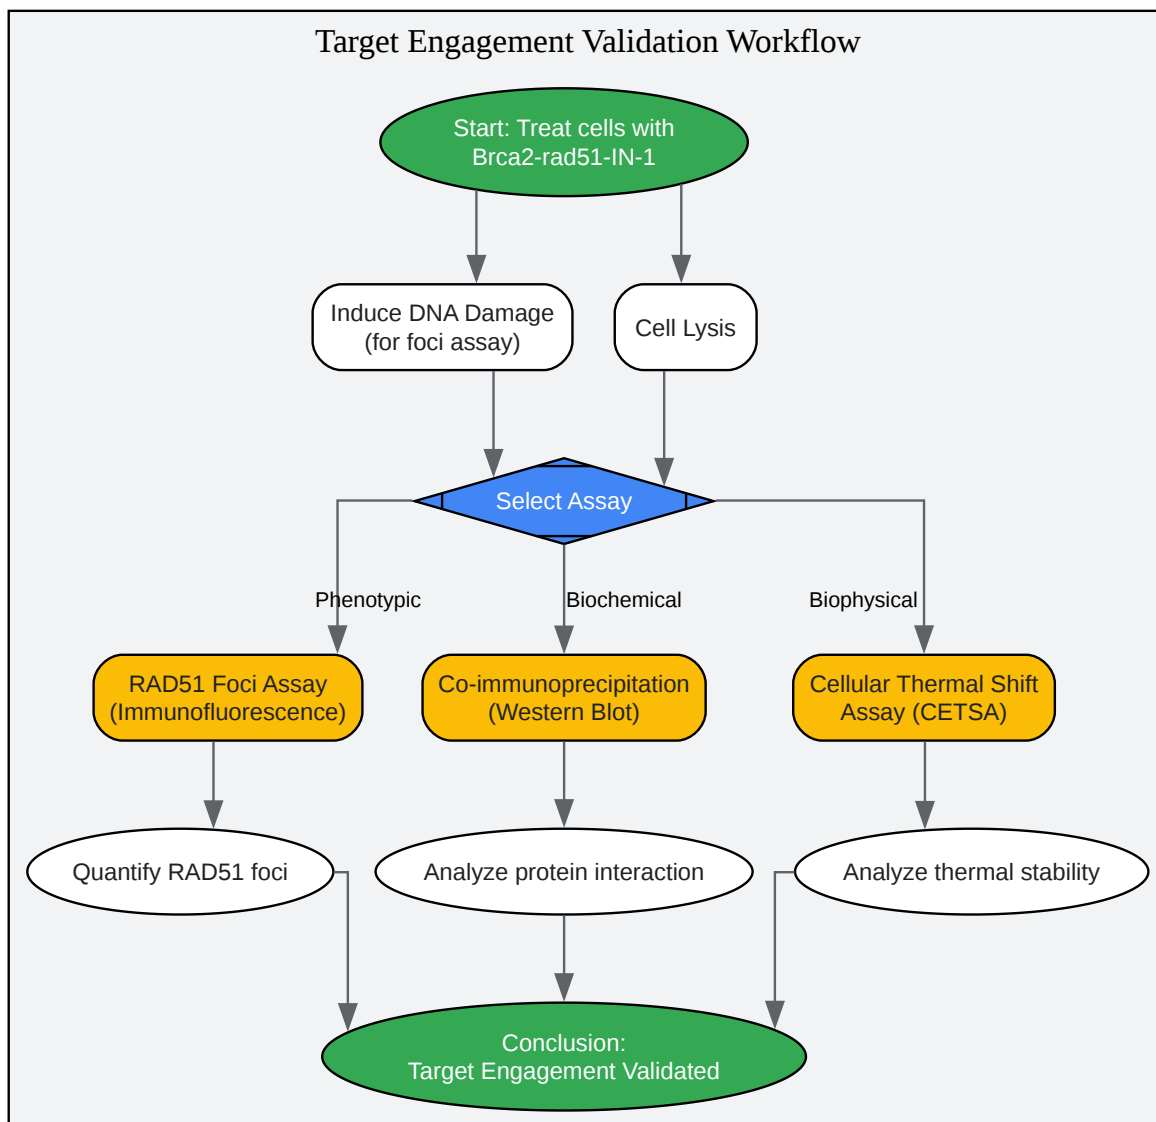 Target Engagement Validation Workflow
Start: Treat cells with
Brca2-rad51-IN-1
Induce DNA Damage
(for foci assay)
Cell Lysis
Select Assay
Phenotypic
Biochemical
Biophysical
RAD51 Foci Assay
(Immunofluorescence)
Co-immunoprecipitation
(Western Blot)
Cellular Thermal Shift
Assay (CETSA)
Quantify RAD51 foci
Analyze protein interaction
Analyze thermal stability
Conclusion:
Target Engagement Validated